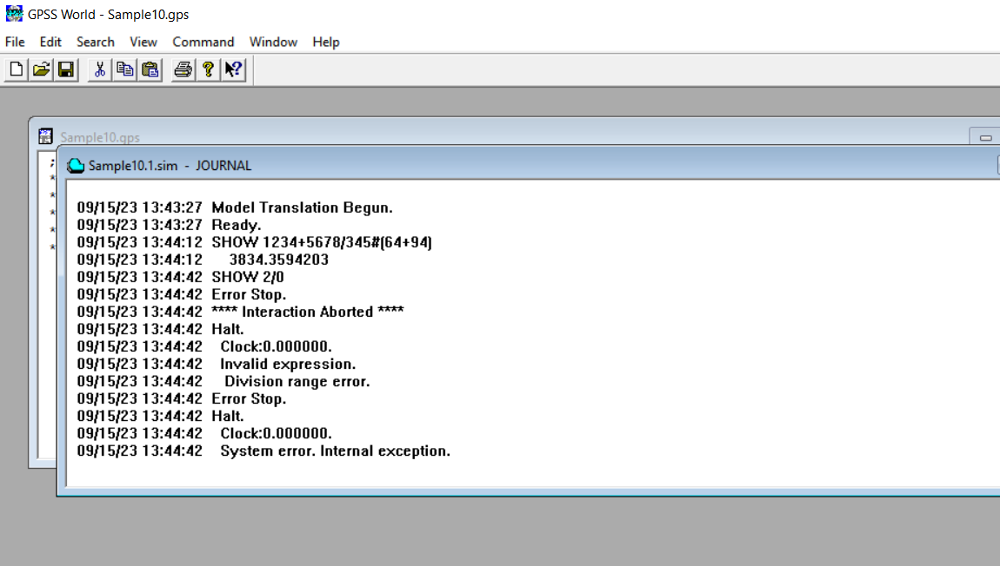 GPSS World - Sample10.gps
File Edit Search View Command Window Help
Sample10.gps
;
*
*
*
*
*
Sample10.1.sim - JOURNAL
09/15/23 13:43:27 Model Translation Begun.
09/15/23 13:43:27 Ready.
09/15/23 13:44:12 SHOW 1234+5678/345#(64+94)
09/15/23 13:44:12 3834.3594203
09/15/23 13:44:42 SHOW 2/0
09/15/23 13:44:42 Error Stop.
09/15/23 13:44:42 **** Interaction Aborted ****
09/15/23 13:44:42 Halt.
09/15/23 13:44:42 Clock:0.000000.
09/15/23 13:44:42 Invalid expression.
09/15/23 13:44:42 Division range error.
09/15/23 13:44:42 Error Stop.
09/15/23 13:44:42 Halt.
09/15/23 13:44:42 Clock:0.000000.
09/15/23 13:44:42 System error. Internal exception.